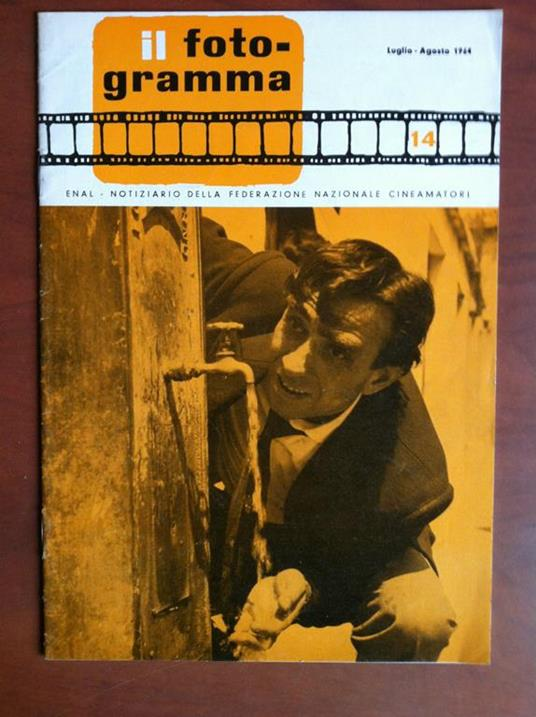 il foto-
gramma
Luglio - Agosto 1964
14
ENAL - NOTIZIARIO DELLA FEDERAZIONE NAZIONALE CINEAMATORI